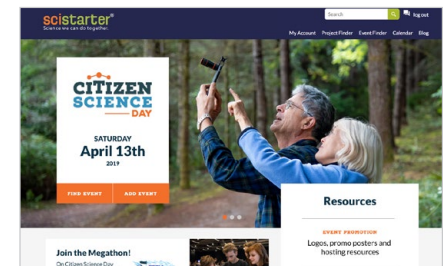 scistarter®
Science we can do together.
Search
log out
My Account Project Finder Event Finder Calendar Blog
CITIZEN
SCIENCE
DAY
SATURDAY
April 13th
2019
FIND EVENT ADD EVENT
Resources
EVENT PROMOTION
Logos, promo posters and
hosting resources
Join the Megathon!
On Citizen Science Day